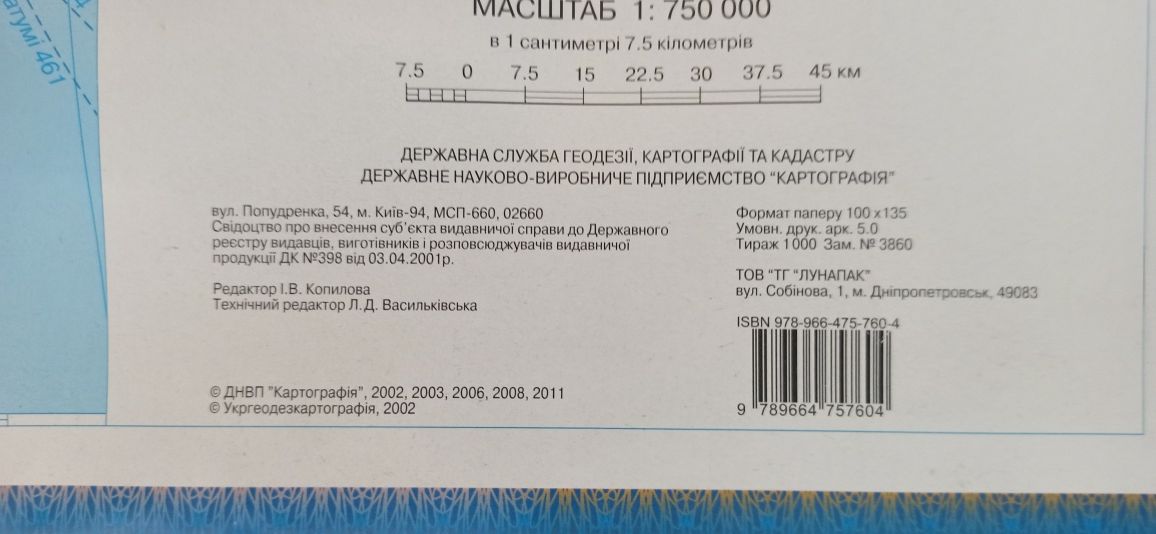 атумі 461
МАСШТАБ 1: 750 000
в 1 сантиметрі 7.5 кілометрів
7.5 0 7.5 15 22.5 30 37.5 45 км
ДЕРЖАВНА СЛУЖБА ГЕОДЕЗІЇ, КАРТОГРАФІЇ ТА КАДАСТРУ
ДЕРЖАВНЕ НАУКОВО-ВИРОБНИЧЕ ПІДПРИЄМСТВО "КАРТОГРАФІЯ"
вул. Попудренка, 54, м. Київ-94, МСП-660, 02660
Свідоцтво про внесення суб'єкта видавничої справи до Державного
реєстру видавців, виготівників і розповсюджувачів видавничої
продукції ДК №398 від 03.04.2001р.
Редактор І.В. Копилова
Технічний редактор Л.Д. Васильківська
© ДНВП "Картографія", 2002, 2003, 2006, 2008, 2011
© Укргеодезкартографія, 2002
Формат паперу 100 х 135
Умовн. друк. арк. 5.0
Тираж 1000 Зам. № 3860
ТОВ "ТГ "ЛУНАПАК"
вул. Собінова, 1, м. Дніпропетровськ, 49083
ISBN 978-966-475-760-4
9 789664 757604